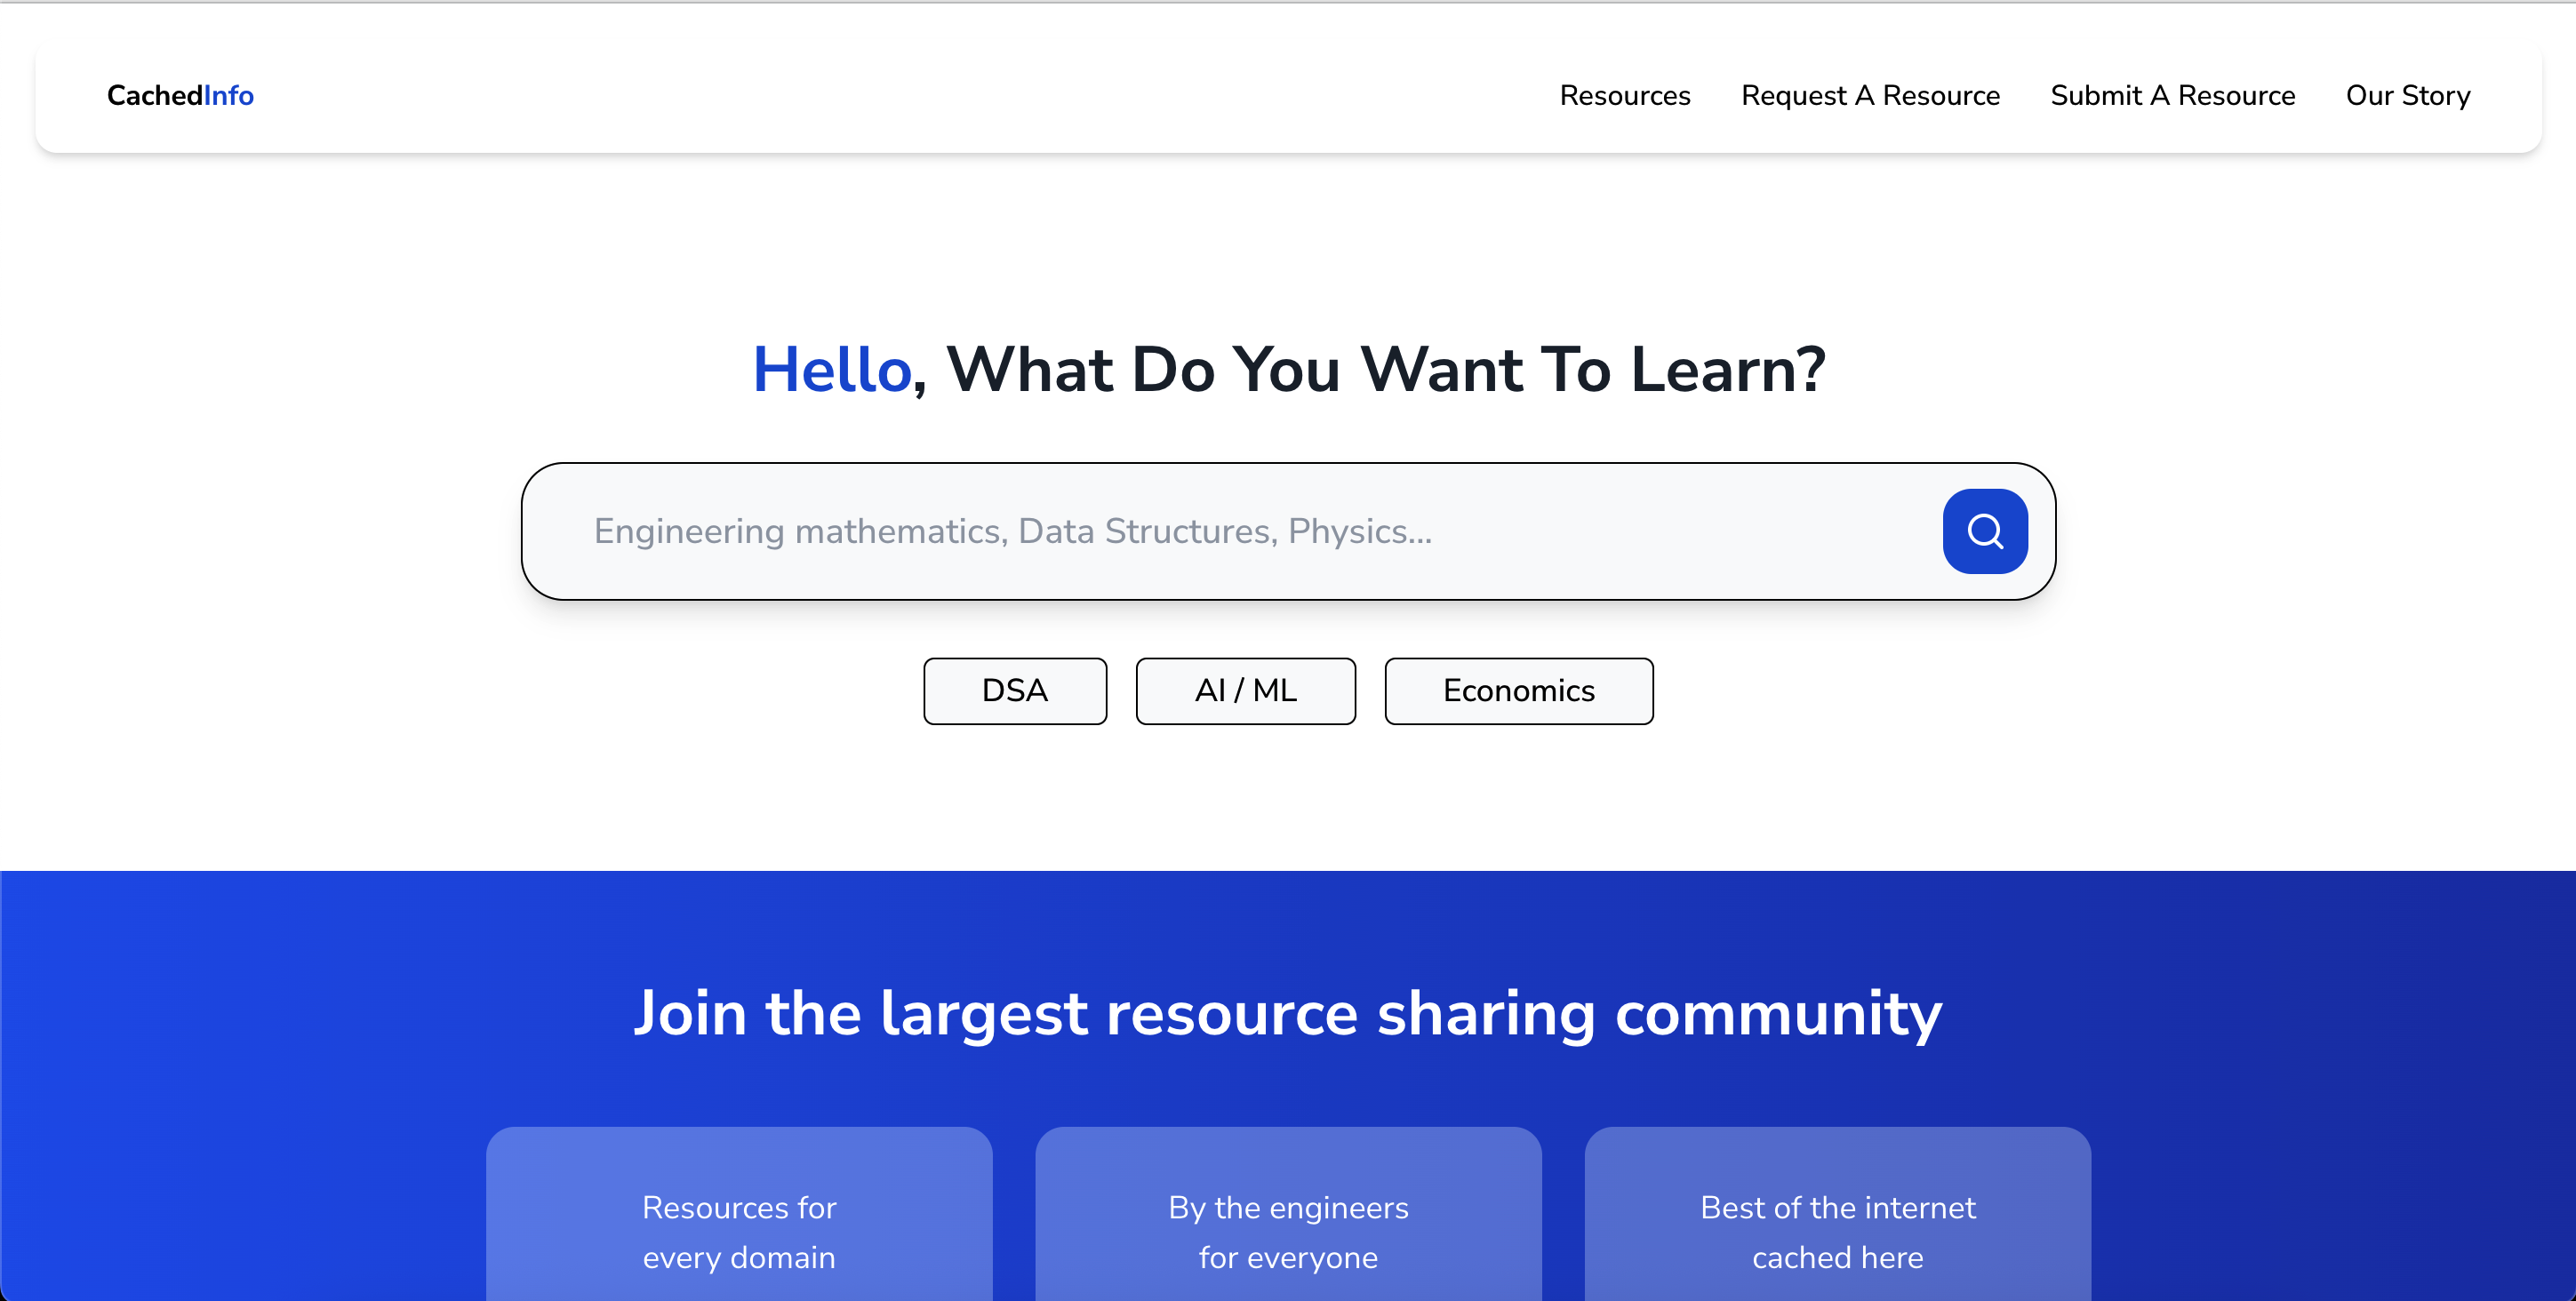 CachedInfo
Resources Request A Resource Submit A Resource Our Story
Hello, What Do You Want To Learn?
Engineering mathematics, Data Structures, Physics...
DSA
AI / ML
Economics
Join the largest resource sharing community
Resources for
every domain
By the engineers
for everyone
Best of the internet
cached here